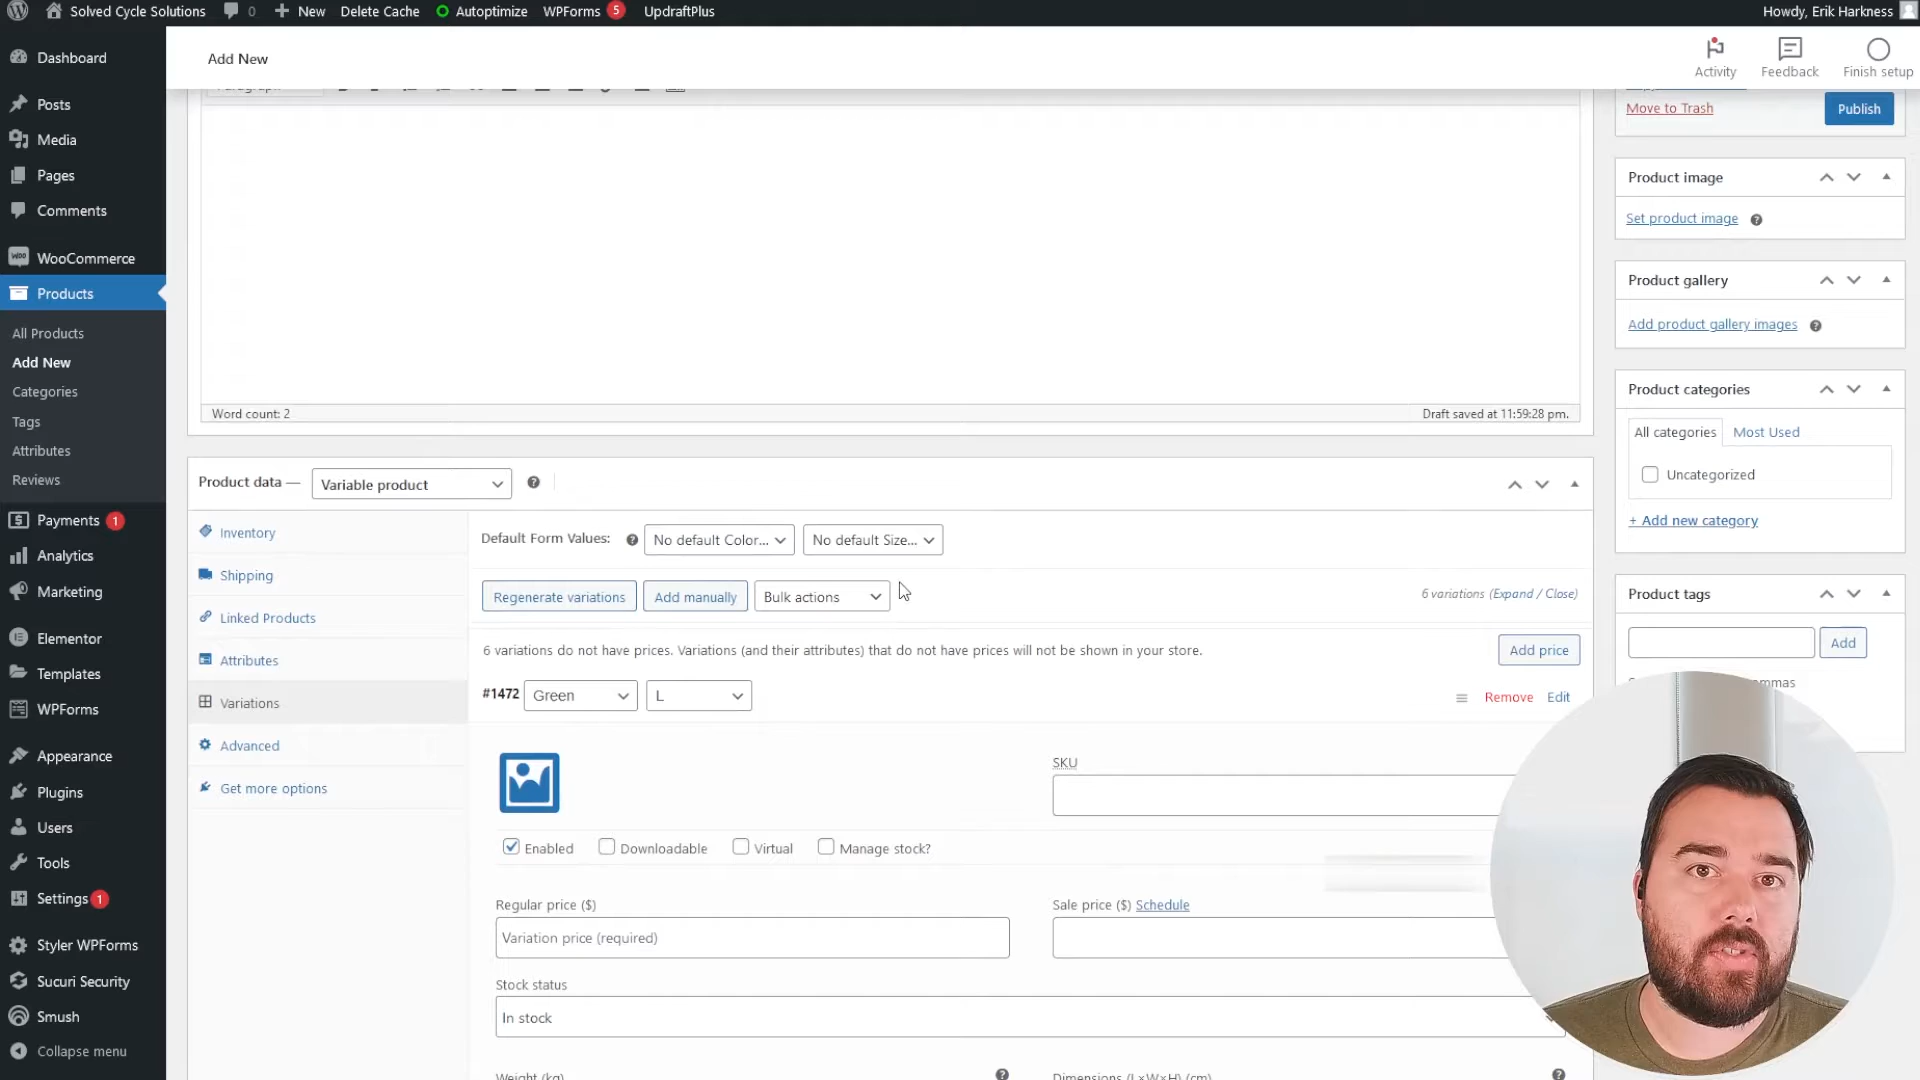 Solved Cycle Solutions 0 New Delete Cache Autoptimize WPForms 5 UpdraftPlus Howdy, Erik Harkness
Dashboard
Posts
Media
Pages
Comments
WooCommerce
Products
All Products
Add New
Categories
Tags
Attributes
Reviews
Payments 1
Analytics
Marketing
Elementor
Templates
WPForms
Appearance
Plugins
Users
Tools
Settings 1
Styler WPForms
Sucuri Security
Smush
Collapse menu
Add New
Activity
Feedback
Finish setup
Word count: 2
Draft saved at 11:59:28 pm.
Product data — Variable product
Inventory
Shipping
Linked Products
Attributes
Variations
Advanced
Get more options
Default Form Values: No default Color... No default Size...
Regenerate variations Add manually Bulk actions 6 variations (Expand / Close)
6 variations do not have prices. Variations (and their attributes) that do not have prices will not be shown in your store. Add price
#1472 Green L Remove Edit
SKU
Enabled Downloadable Virtual Manage stock?
Regular price ($)
Variation price (required)
Sale price ($) Schedule
Stock status
In stock
Weight (kg)
Dimensions (L×W×H) (cm)
Move to Trash
Publish
Product image
Set product image
Product gallery
Add product gallery images
Product categories
All categories Most Used
Uncategorized
+ Add new category
Product tags
Add